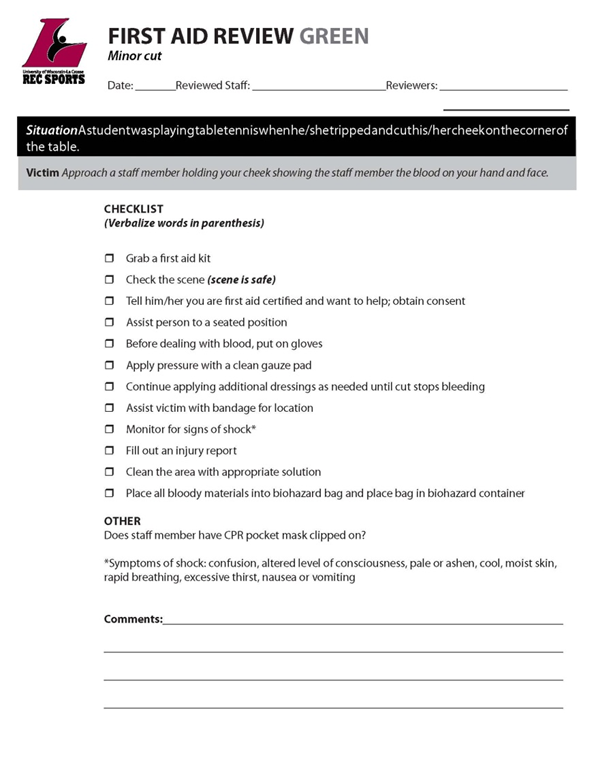 University of Wisconsin-La Crosse
REC SPORTS
FIRST AID REVIEW GREEN
Minor cut
Date: _______Reviewed Staff: _______________________Reviewers: ______________________
______________________
SituationAstudentwasplayingtabletenniswhenhe/shetrippedandcuthis/hercheekonthecornerof
the table.
Victim Approach a staff member holding your cheek showing the staff member the blood on your hand and face.
CHECKLIST
(Verbalize words in parenthesis)
❒ Grab a first aid kit
❒ Check the scene (scene is safe)
❒ Tell him/her you are first aid certified and want to help; obtain consent
❒ Assist person to a seated position
❒ Before dealing with blood, put on gloves
❒ Apply pressure with a clean gauze pad
❒ Continue applying additional dressings as needed until cut stops bleeding
❒ Assist victim with bandage for location
❒ Monitor for signs of shock*
❒ Fill out an injury report
❒ Clean the area with appropriate solution
❒ Place all bloody materials into biohazard bag and place bag in biohazard container
OTHER
Does staff member have CPR pocket mask clipped on?
*Symptoms of shock: confusion, altered level of consciousness, pale or ashen, cool, moist skin,
rapid breathing, excessive thirst, nausea or vomiting
Comments: